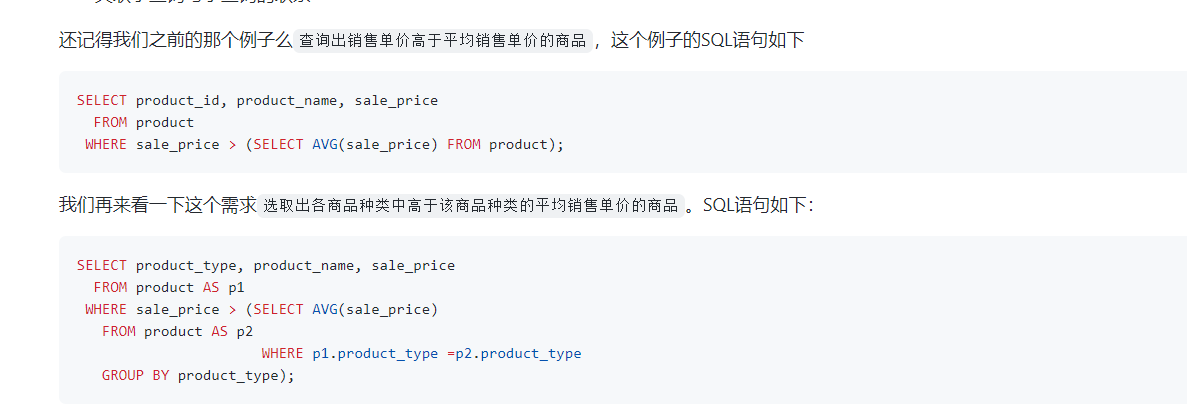 还记得我们之前的那个例子么 查询出销售单价高于平均销售单价的商品 ，这个例子的SQL语句如下
SELECT product_id, product_name, sale_price
FROM product
WHERE sale_price > (SELECT AVG(sale_price) FROM product);
我们再来看一下这个需求 选取出各商品种类中高于该商品种类的平均销售单价的商品 。SQL语句如下：
SELECT product_type, product_name, sale_price
FROM product AS p1
WHERE sale_price > (SELECT AVG(sale_price)
FROM product AS p2
WHERE p1.product_type =p2.product_type
GROUP BY product_type);